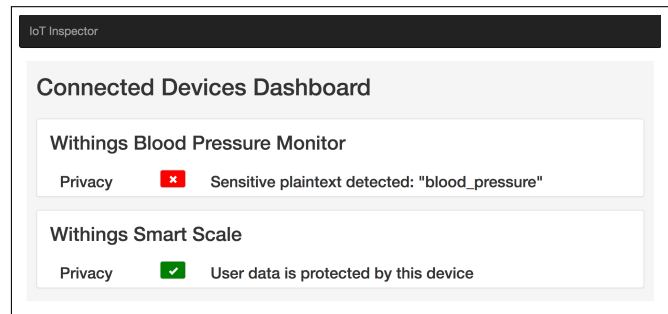 IoT Inspector
Connected Devices Dashboard
Withings Blood Pressure Monitor
Privacy Sensitive plaintext detected: "blood_pressure"
Withings Smart Scale
Privacy User data is protected by this device